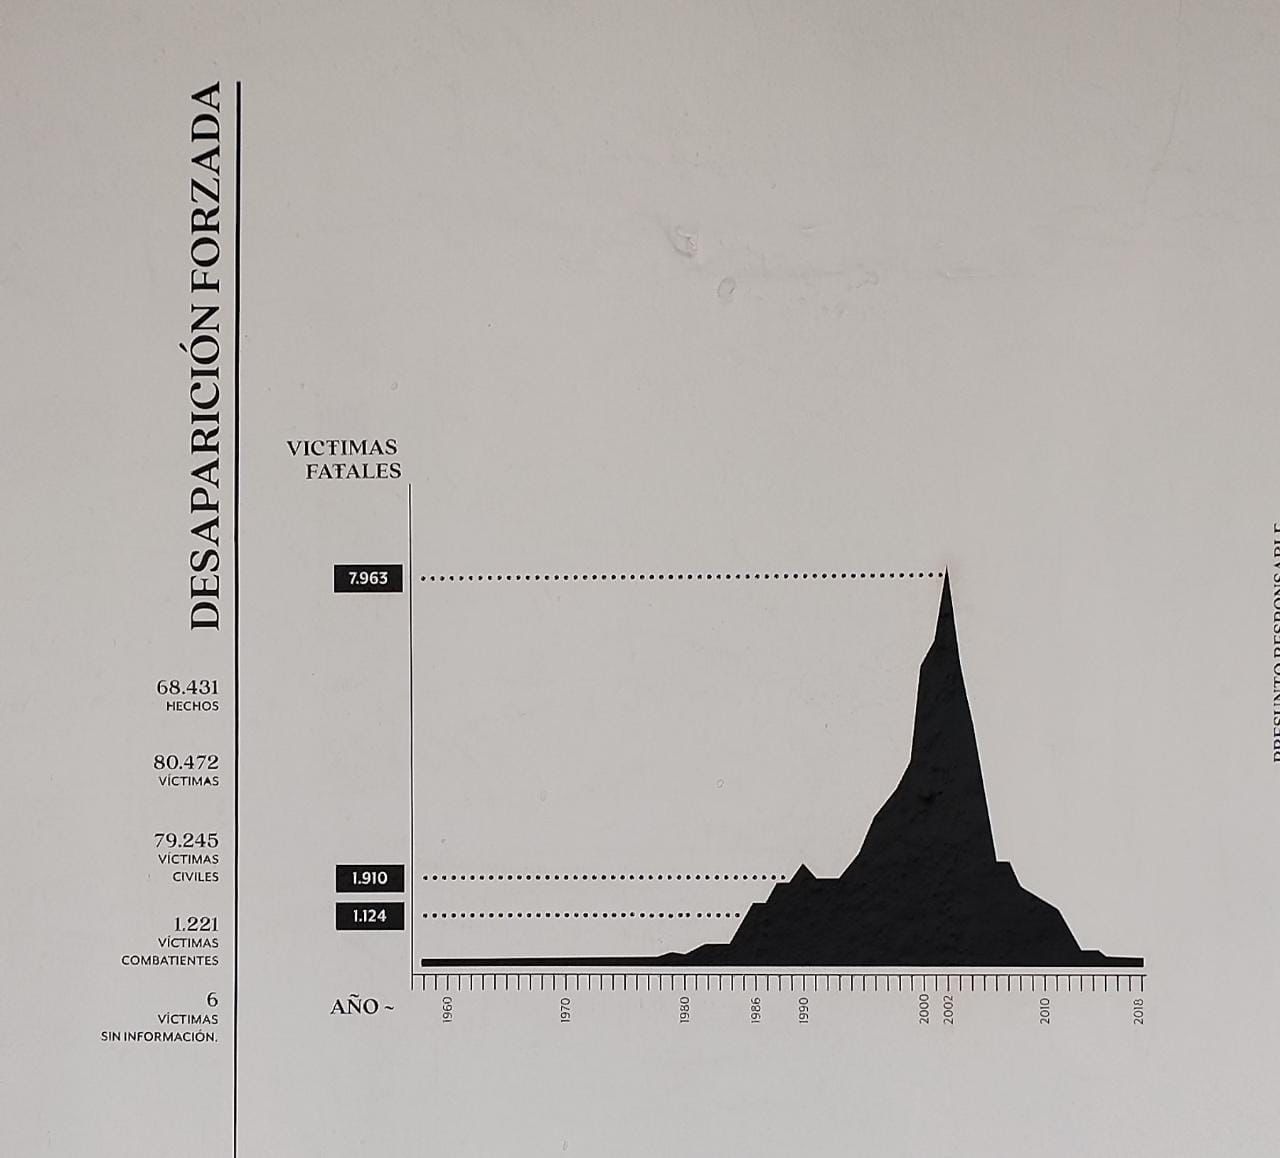 DESAPARICIÓN FORZADA
68.431
HECHOS
80.472
VÍCTIMAS
79.245
VÍCTIMAS
CIVILES
1.221
VÍCTIMAS
COMBATIENTES
6
VÍCTIMAS
SIN INFORMACIÓN.
VICTIMAS
FATALES
7.963
1.910
1.124
AÑO ~
1960
1970
1980
1986
1990
2000
2002
2010
2018
PRESUNTO RESPONSABLE